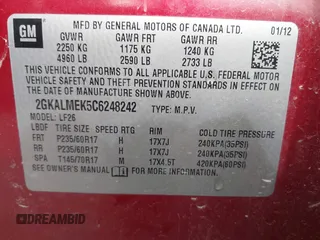 GM
MFD BY GENERAL MOTORS OF CANADA LTD. 01/12
GVWR GAWR FRT GAWR RR
2250 KG 1175 KG 1240 KG
4960 LB 2590 LB 2733 LB
THIS VEHICLE CONFORMS TO ALL APPLICABLE U.S. FEDERAL MOTOR VEHICLE SAFETY AND THEFT PREVENTION STANDARDS IN EFFECT ON THE DATE OF MANUFACTURE SHOWN ABOVE.
2GKALMEK5C6248242 TYPE: M.P.V.
MODEL: LF26
LBDF TIRE SIZE SPEED RTG RIM COLD TIRE PRESSURE
FRT P235/60R17 H 17X7J 240KPA(35PSI)
RR P235/60R17 H 17X7J 240KPA(35PSI)
SPA T145/70R17 M 17X4.5T 420KPA(60PSI)
SEE OWNER'S MANUAL FOR MORE INFORMATION.
DREAMBID